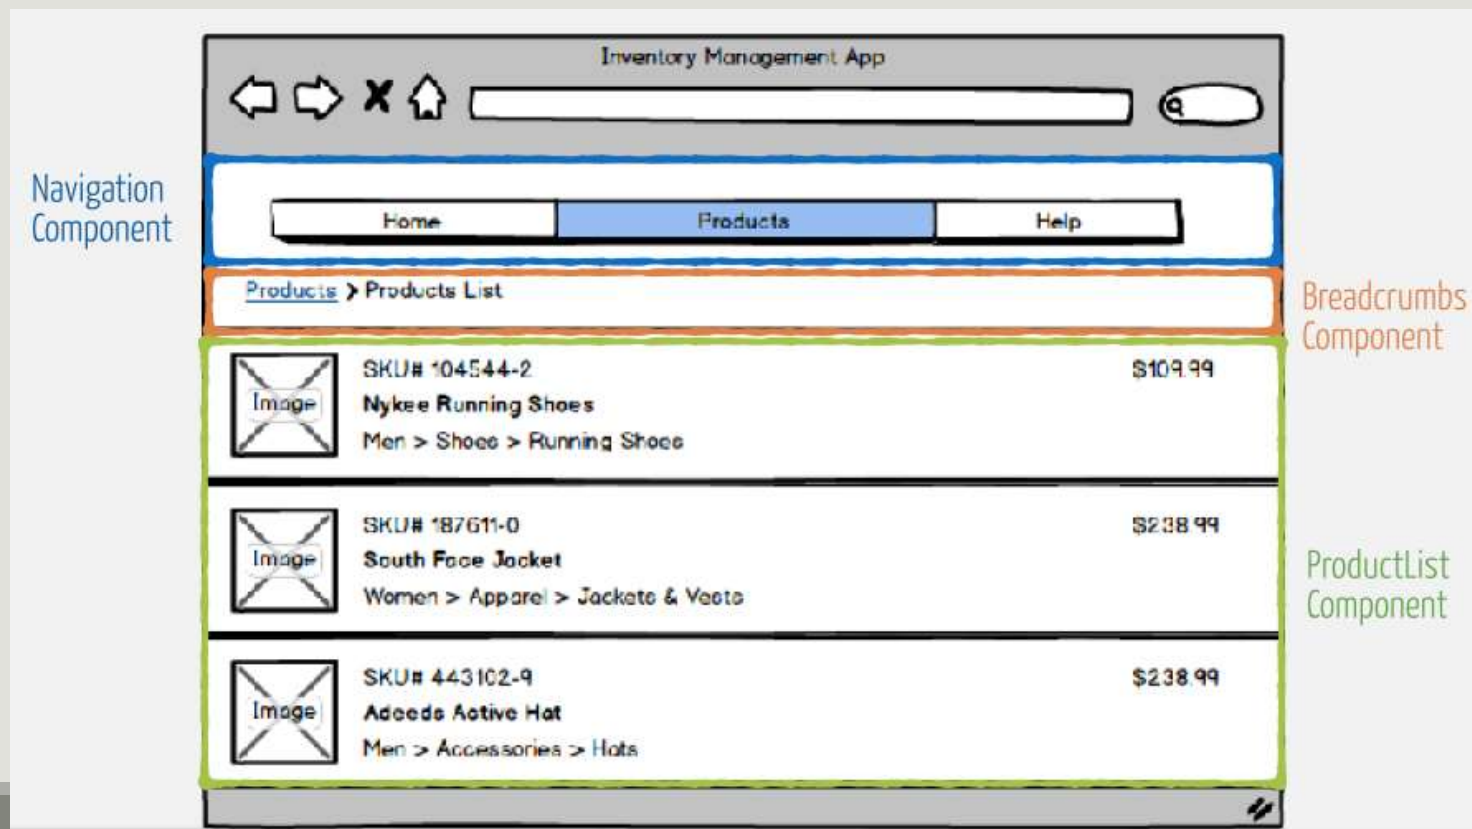 Inventory Management App
Navigation
Component
Home Products Help
Products > Products List
Breadcrumbs
Component
SKU# 104544-2 $109.99
Image
Nykee Running Shoes
Men > Shoes > Running Shoes
SKU# 187611-0 $238.99
Image
South Face Jacket
Women > Apparel > Jackets & Vests
ProductList
Component
SKU# 443102-9 $238.99
Image
Adeeds Active Hat
Men > Accessories > Hats